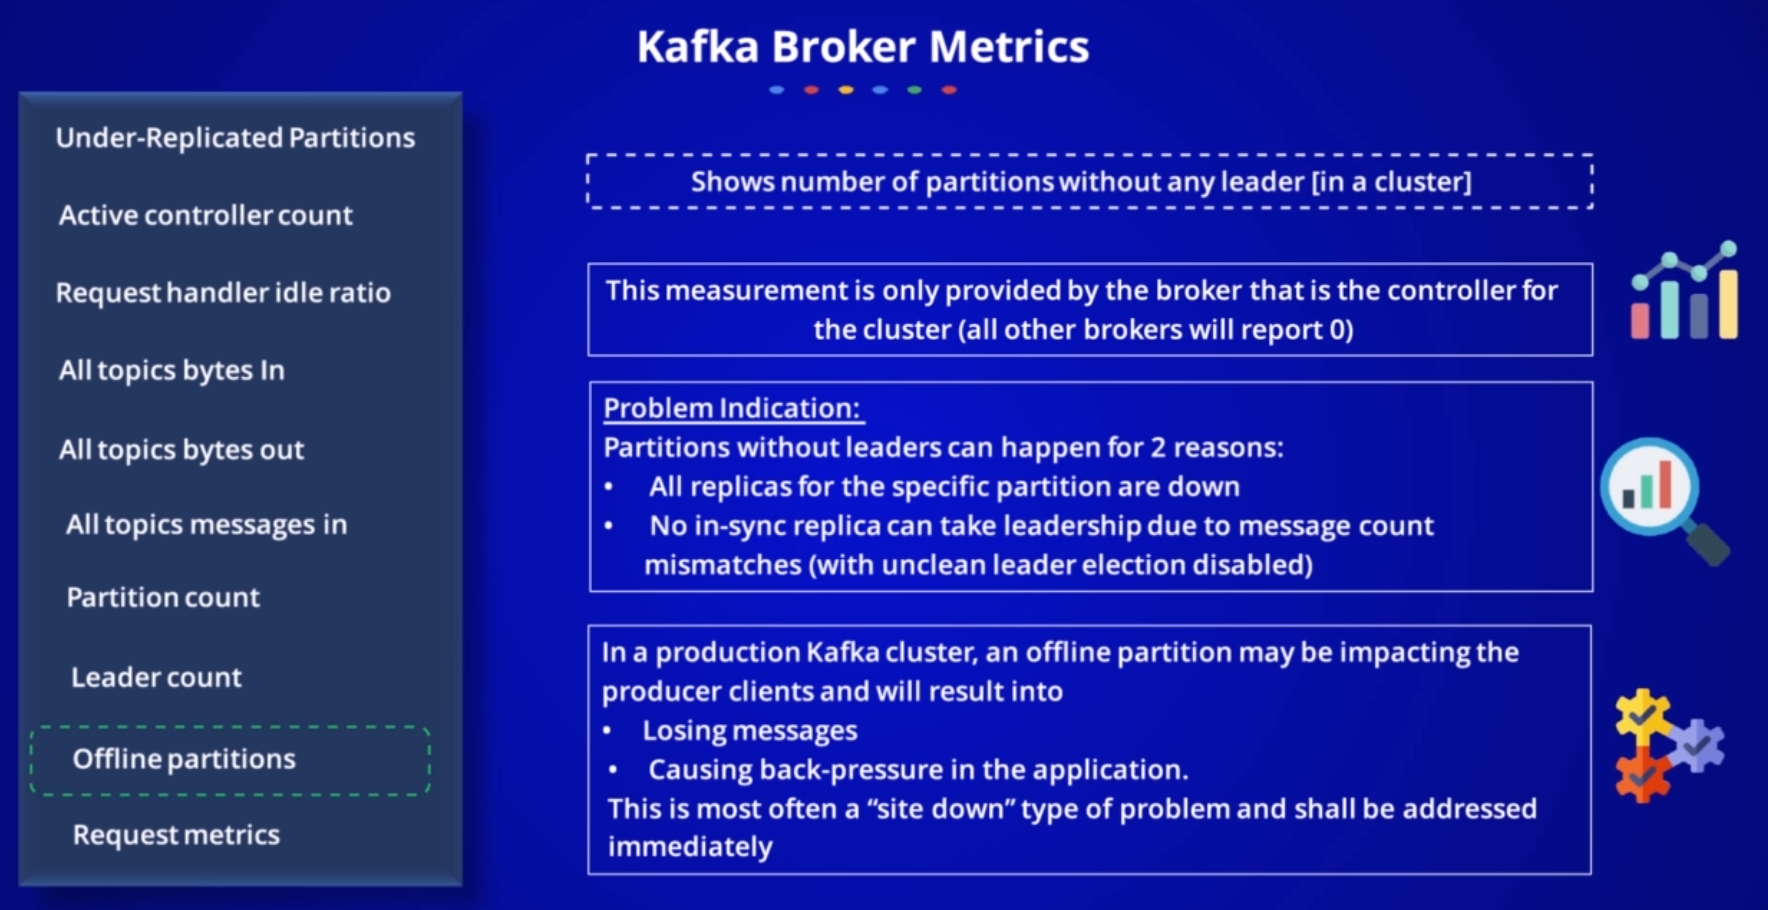 Kafka Broker Metrics
Under-Replicated Partitions
Active controller count
Request handler idle ratio
All topics bytes In
All topics bytes out
All topics messages in
Partition count
Leader count
Offline partitions
Request metrics
Shows number of partitions without any leader [in a cluster]
This measurement is only provided by the broker that is the controller for
the cluster (all other brokers will report 0)
Problem Indication:
Partitions without leaders can happen for 2 reasons:
• All replicas for the specific partition are down
• No in-sync replica can take leadership due to message count
mismatches (with unclean leader election disabled)
In a production Kafka cluster, an offline partition may be impacting the
producer clients and will result into
• Losing messages
• Causing back-pressure in the application.
This is most often a “site down” type of problem and shall be addressed
immediately